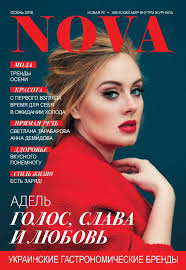 ОСЕНЬ 2016
НОВАЯ Я! • ЖЕНСКИЙ МИР ВНУТРИ ЖУРНАЛА
NOVA
МОДА
ТРЕНДЫ
ОСЕНИ
КРАСОТА
С ПЕРВОГО ВЗГЛЯДА
ВРЕМЯ ДЛЯ СЕБЯ
В ОЖИДАНИИ ХОЛОДА
ПРЯМАЯ РЕЧЬ
СВЕТЛАНА ТАРАБАРОВА
АННА ДЕМИДОВА
ЗДОРОВЬЕ
ВКУСНОГО
ПОНЕМНОГУ
СТИЛЬ ЖИЗНИ
ЕСТЬ ЗАРЯД!
АДЕЛЬ
ГОЛОС, СЛАВА
И ЛЮБОВЬ
УКРАИНСКИЕ ГАСТРОНОМИЧЕСКИЕ БРЕНДЫ